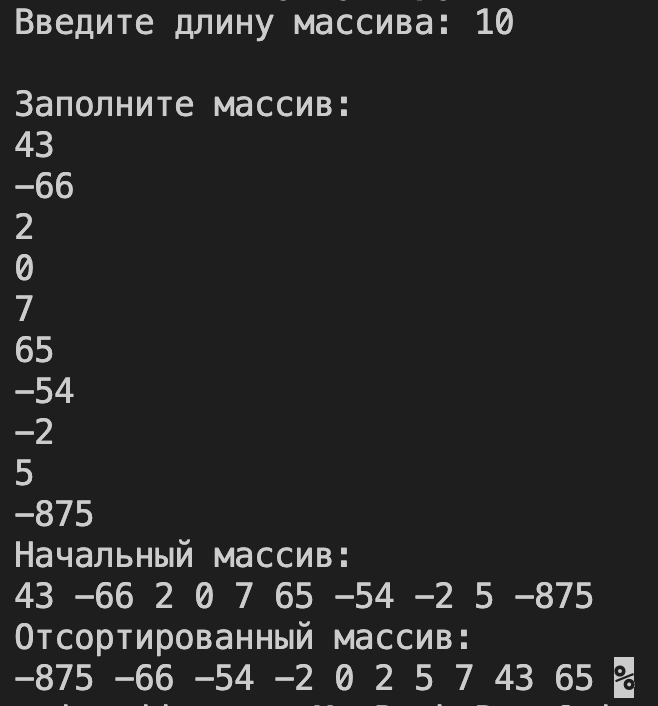 Введите длину массива: 10
Заполните массив:
43
-66
2
0
7
65
-54
-2
5
-875
Начальный массив:
43 -66 2 0 7 65 -54 -2 5 -875
Отсортированный массив:
-875 -66 -54 -2 0 2 5 7 43 65 %